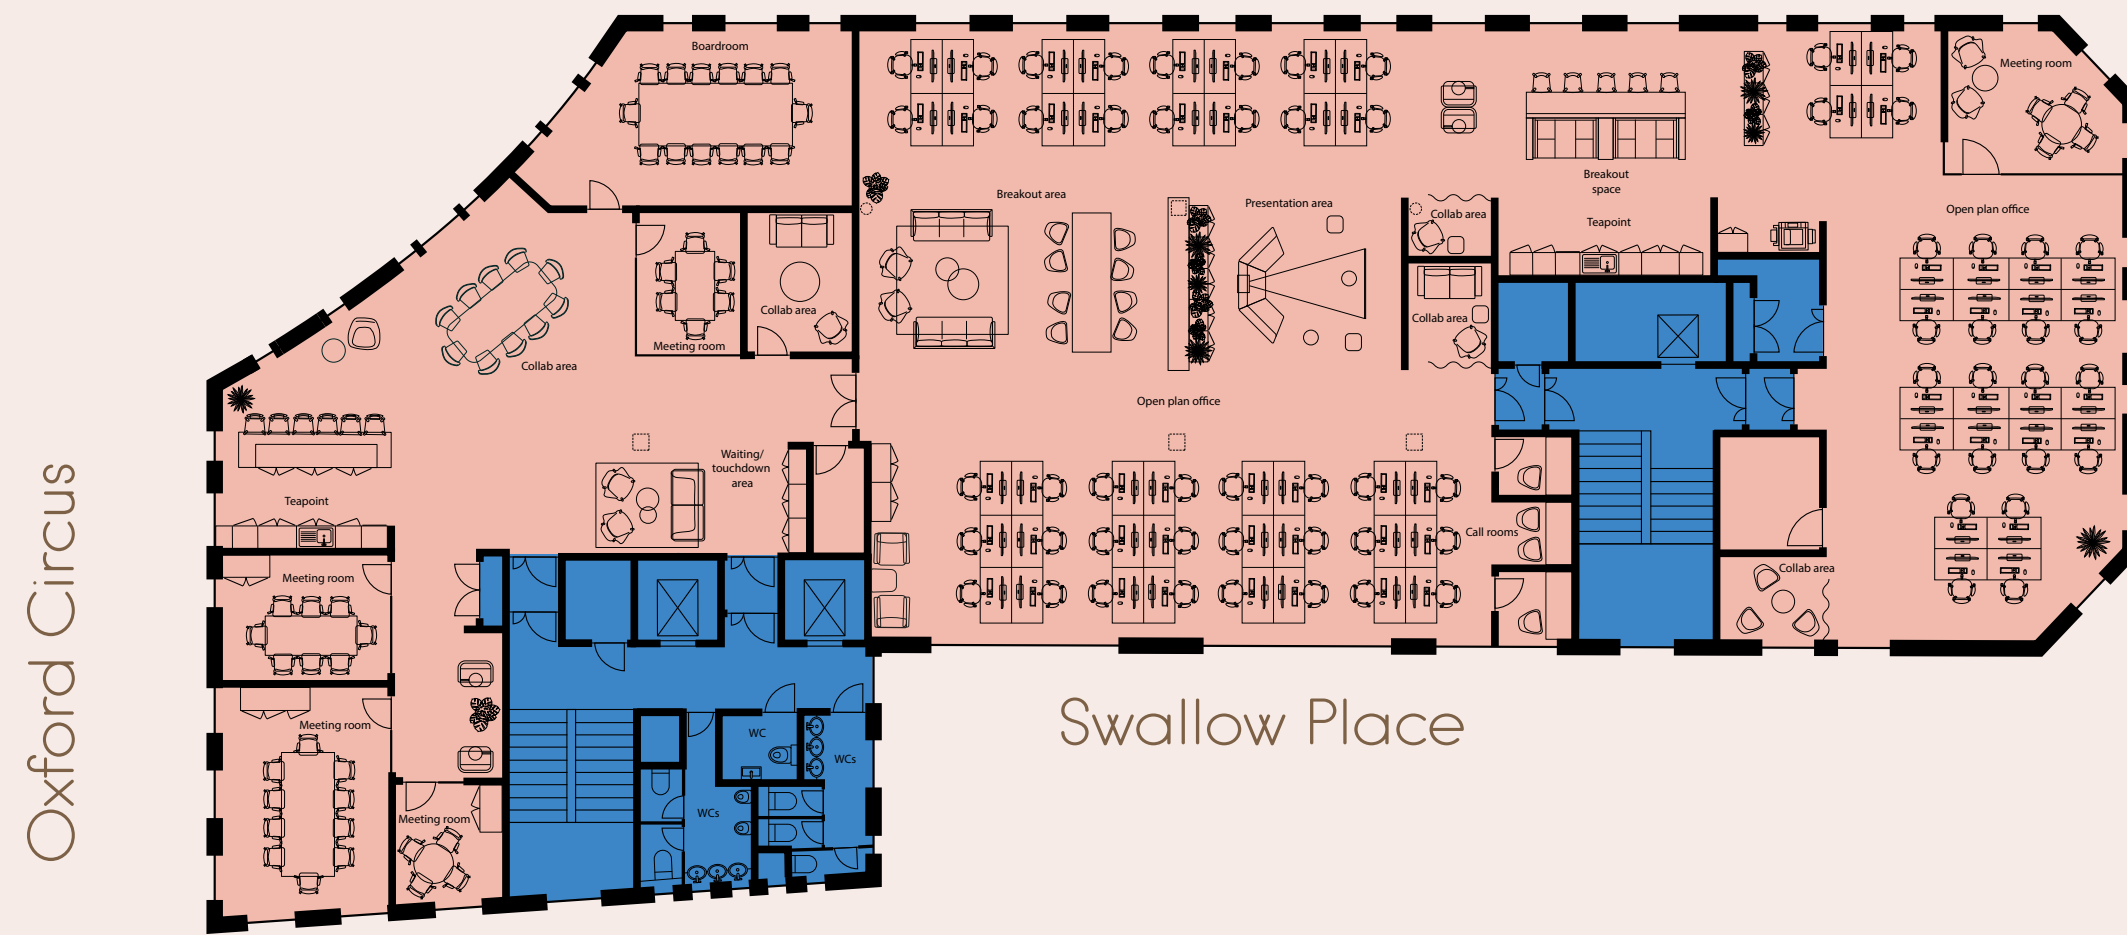 Boardroom
Meeting room
Breakout
space
Breakout area
Presentation area
Collab area
Teapoint
Open plan office
Collab area
Collab area
Meeting room
Collab area
Open plan office
Waiting/
touchdown
area
Teapoint
Call rooms
Meeting room
Collab area
Meeting room
WC
WCs
WCs
Meeting room
Oxford Circus
Swallow Place